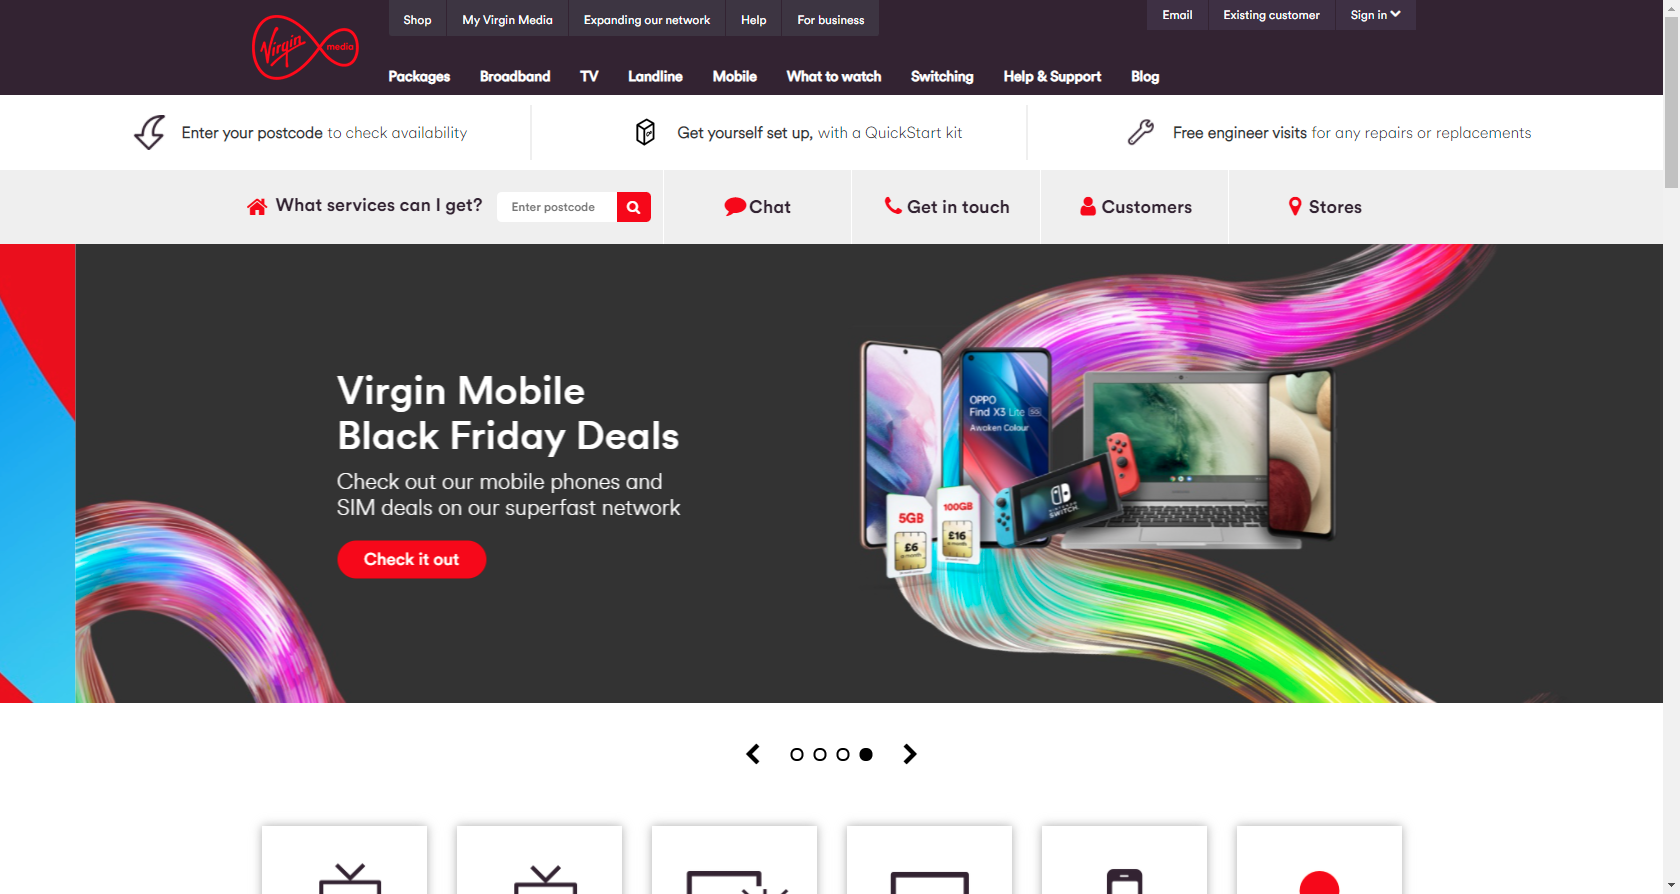 Shop
My Virgin Media
Expanding our network
Help
For business
Email
Existing customer
Sign in
Virgin media
Packages
Broadband
TV
Landline
Mobile
What to watch
Switching
Help & Support
Blog
Enter your postcode to check availability
Get yourself set up, with a QuickStart kit
Free engineer visits for any repairs or replacements
What services can I get?
Enter postcode
Chat
Get in touch
Customers
Stores
Virgin Mobile
Black Friday Deals
Check out our mobile phones and
SIM deals on our superfast network
Check it out
OPPO
Find X3 Lite 5G
Awaken Colour
5GB
£6
100GB
£16
NINTENDO
SWITCH